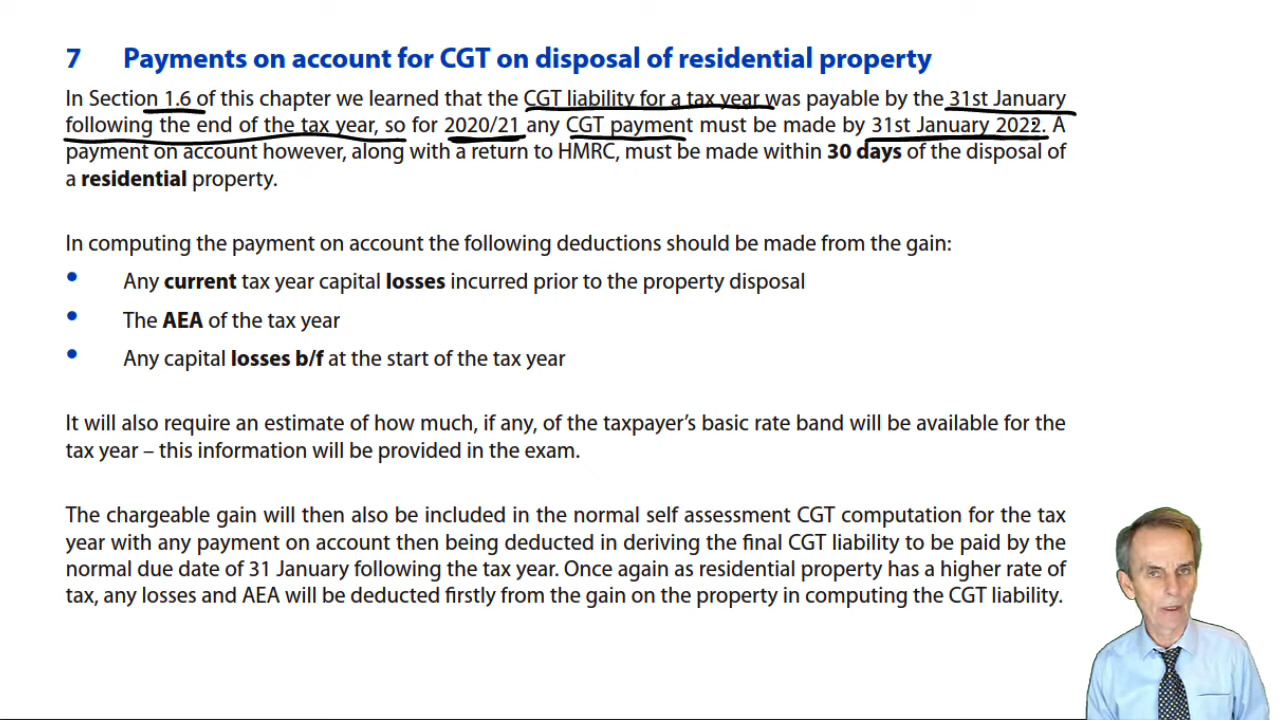 7 Payments on account for CGT on disposal of residential property
In Section 1.6 of this chapter we learned that the CGT liability for a tax year was payable by the 31st January
following the end of the tax year, so for 2020/21 any CGT payment must be made by 31st January 2022. A
payment on account however, along with a return to HMRC, must be made within 30 days of the disposal of
a residential property.
In computing the payment on account the following deductions should be made from the gain:
• Any current tax year capital losses incurred prior to the property disposal
• The AEA of the tax year
• Any capital losses b/f at the start of the tax year
It will also require an estimate of how much, if any, of the taxpayer's basic rate band will be available for the
tax year – this information will be provided in the exam.
The chargeable gain will then also be included in the normal self assessment CGT computation for the tax
year with any payment on account then being deducted in deriving the final CGT liability to be paid by the
normal due date of 31 January following the tax year. Once again as residential property has a higher rate of
tax, any losses and AEA will be deducted firstly from the gain on the property in computing the CGT liability.